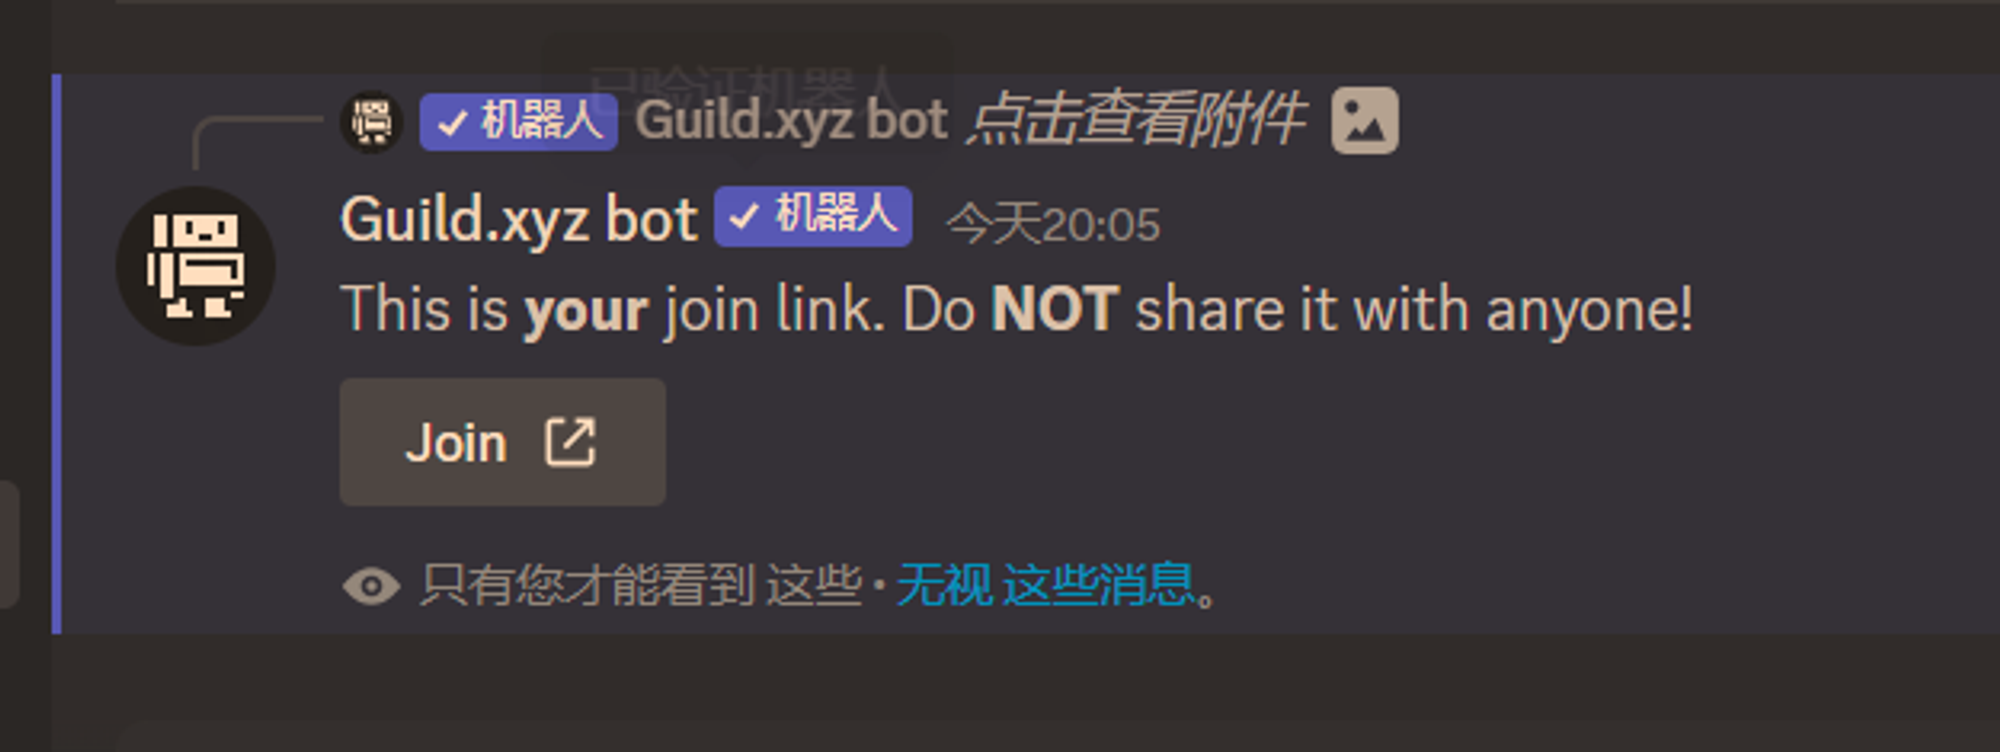 已验证机器人
机器人 Guild.xyz bot 点击查看附件
Guild.xyz bot 机器人 今天20:05
This is your join link. Do NOT share it with anyone!
Join
只有您才能看到 这些 • 无视 这些消息。